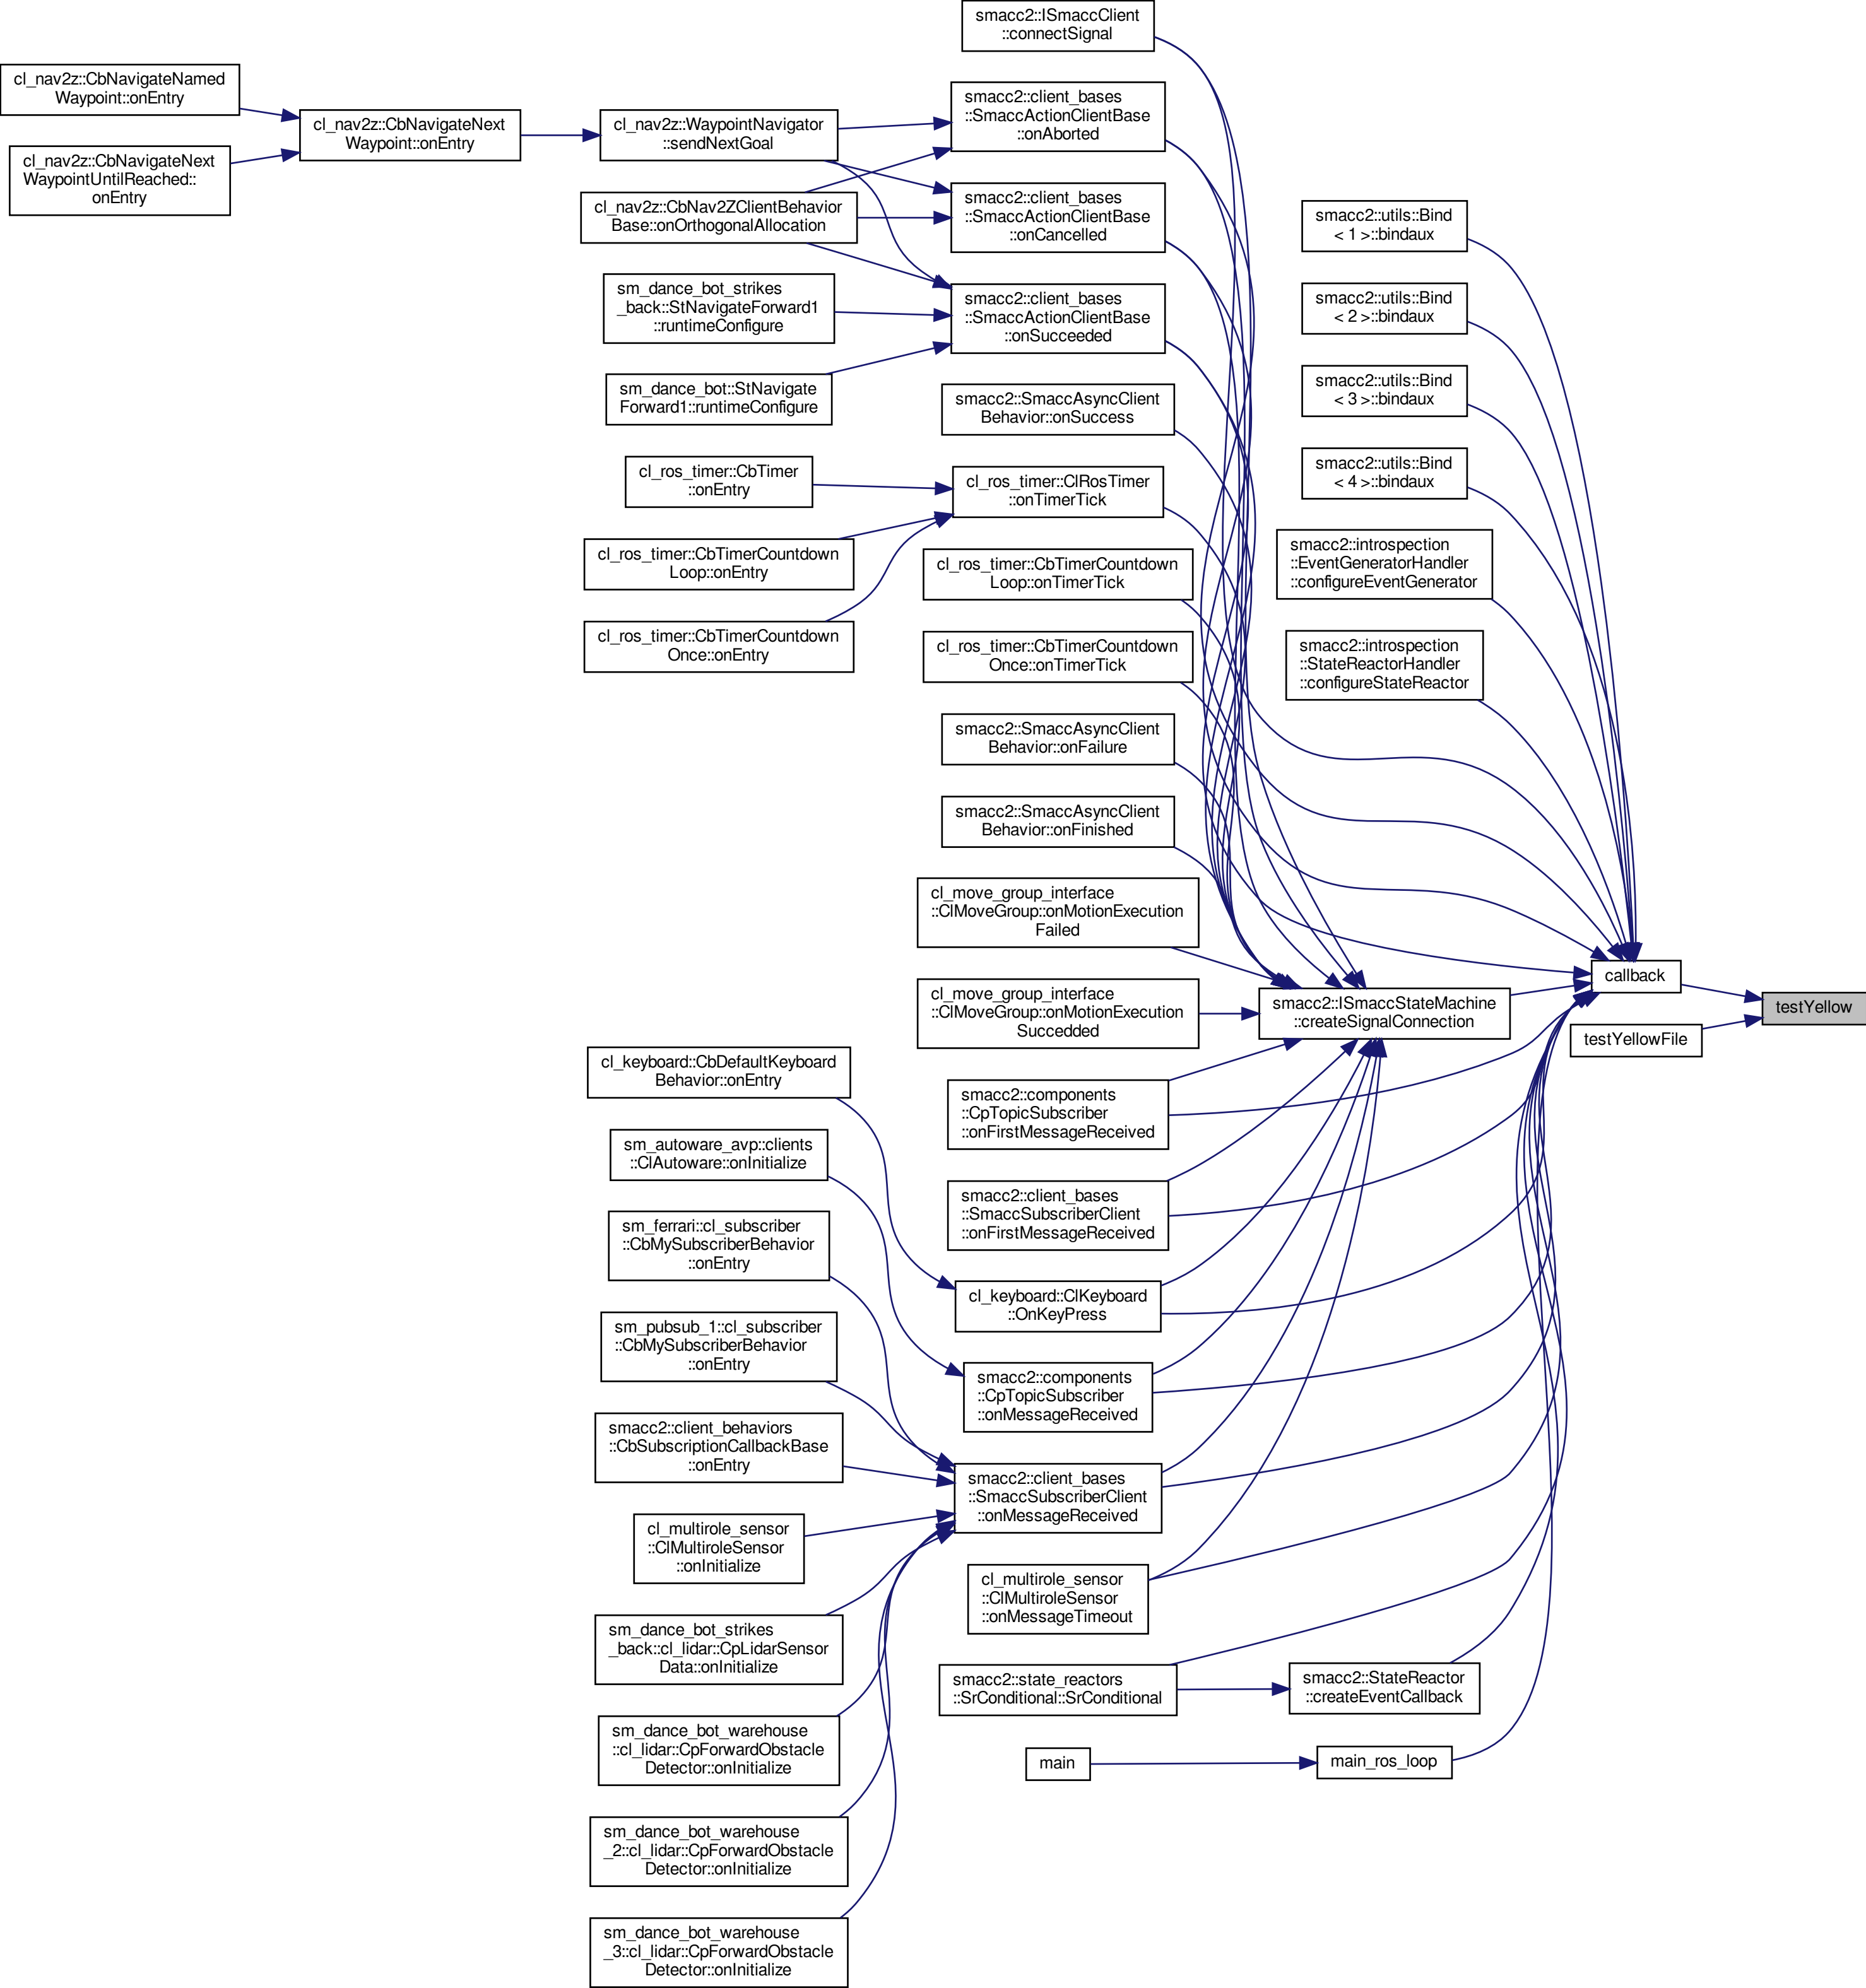 smacc2::ISmaccClient
::connectSignal
cl_nav2z::CbNavigateNamed
Waypoint::onEntry
cl_nav2z::CbNavigateNext
WaypointUntilReached::
onEntry
cl_nav2z::CbNavigateNext
Waypoint::onEntry
cl_nav2z::WaypointNavigator
::sendNextGoal
cl_nav2z::CbNav2ZClientBehavior
Base::onOrthogonalAllocation
sm_dance_bot_strikes
_back::StNavigateForward1
::runtimeConfigure
sm_dance_bot::StNavigate
Forward1::runtimeConfigure
cl_ros_timer::CbTimer
::onEntry
cl_ros_timer::CbTimerCountdown
Loop::onEntry
cl_ros_timer::CbTimerCountdown
Once::onEntry
smacc2::client_bases
::SmaccActionClientBase
::onAborted
smacc2::client_bases
::SmaccActionClientBase
::onCancelled
smacc2::client_bases
::SmaccActionClientBase
::onSucceeded
smacc2::SmaccAsyncClient
Behavior::onSuccess
cl_ros_timer::ClRosTimer
::onTimerTick
cl_ros_timer::CbTimerCountdown
Loop::onTimerTick
cl_ros_timer::CbTimerCountdown
Once::onTimerTick
smacc2::SmaccAsyncClient
Behavior::onFailure
smacc2::SmaccAsyncClient
Behavior::onFinished
cl_move_group_interface
::ClMoveGroup::onMotionExecution
Failed
cl_move_group_interface
::ClMoveGroup::onMotionExecution
Succedded
smacc2::components
::CpTopicSubscriber
::onFirstMessageReceived
smacc2::client_bases
::SmaccSubscriberClient
::onFirstMessageReceived
cl_keyboard::ClKeyboard
::OnKeyPress
smacc2::components
::CpTopicSubscriber
::onMessageReceived
smacc2::client_bases
::SmaccSubscriberClient
::onMessageReceived
cl_multirole_sensor
::ClMultiroleSensor
::onMessageTimeout
smacc2::state_reactors
::SrConditional::SrConditional
main
cl_keyboard::CbDefaultKeyboard
Behavior::onEntry
sm_autoware_avp::clients
::ClAutoware::onInitialize
sm_ferrari::cl_subscriber
::CbMySubscriberBehavior
::onEntry
sm_pubsub_1::cl_subscriber
::CbMySubscriberBehavior
::onEntry
smacc2::client_behaviors
::CbSubscriptionCallbackBase
::onEntry
cl_multirole_sensor
::ClMultiroleSensor
::onInitialize
sm_dance_bot_strikes
_back::cl_lidar::CpLidarSensor
Data::onInitialize
sm_dance_bot_warehouse
::cl_lidar::CpForwardObstacle
Detector::onInitialize
sm_dance_bot_warehouse
_2::cl_lidar::CpForwardObstacle
Detector::onInitialize
sm_dance_bot_warehouse
_3::cl_lidar::CpForwardObstacle
Detector::onInitialize
smacc2::utils::Bind
< 1 >::bindaux
smacc2::utils::Bind
< 2 >::bindaux
smacc2::utils::Bind
< 3 >::bindaux
smacc2::utils::Bind
< 4 >::bindaux
smacc2::introspection
::EventGeneratorHandler
::configureEventGenerator
smacc2::introspection
::StateReactorHandler
::configureStateReactor
smacc2::ISmaccStateMachine
::createSignalConnection
smacc2::StateReactor
::createEventCallback
main_ros_loop
callback
testYellowFile
testYellow